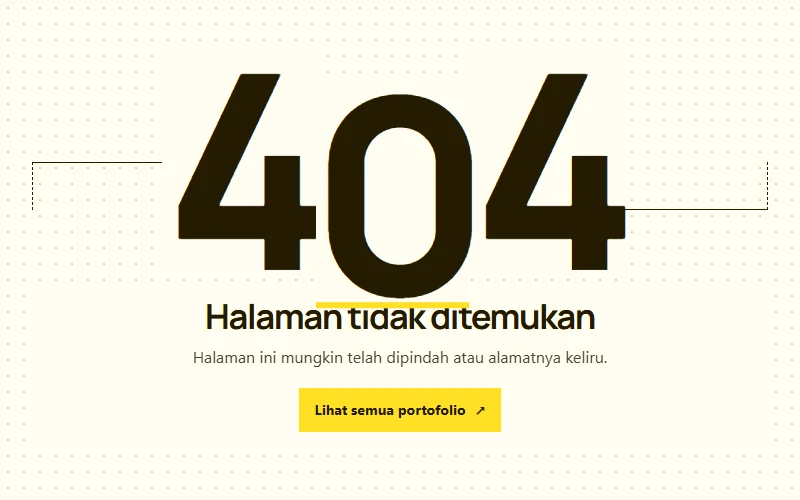 404
Halaman tidak ditemukan
Halaman ini mungkin telah dipindah atau alamatnya keliru.
Lihat semua portofolio ↗